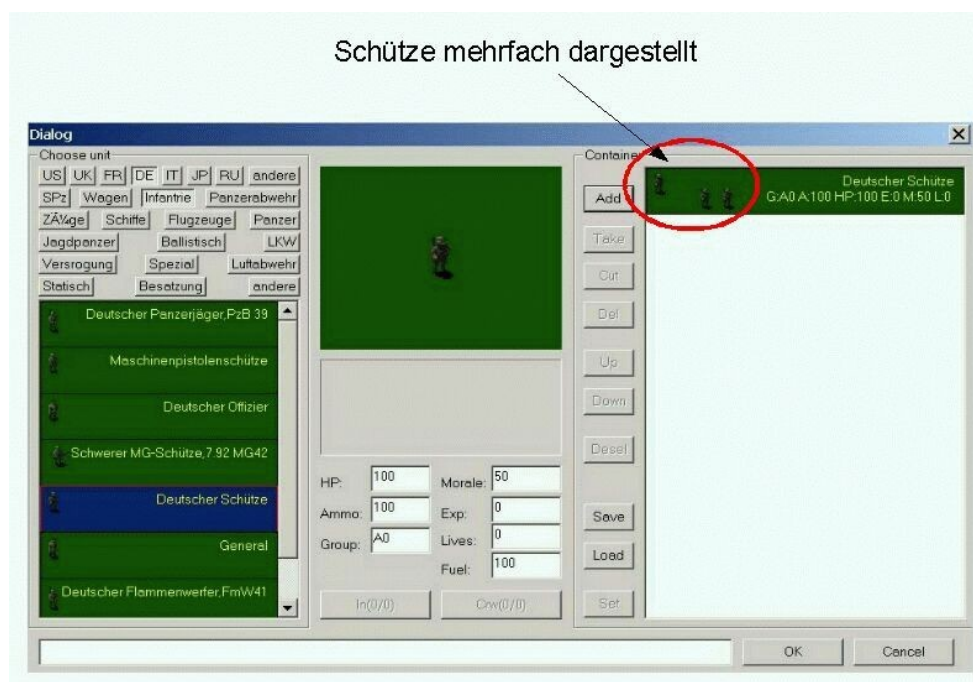 Schütze mehrfach dargestellt
Dialog
Choose unit
US UK FR DE IT JP RU andere
SPz Wagen Infantrie Panzerabwehr
ZÄ¼ge Schiffe Flugzeuge Panzer
Jagdpanzer Ballistisch LKW
Versrogung Spezial Luftabwehr
Statisch Besatzung andere
Deutscher Panzerjäger,PzB 39
Maschinenpistolenschütze
Deutscher Offizier
Schwerer MG-Schütze,7.92 MG42
Deutscher Schütze
General
Deutscher Flammenwerfer,FmW41
HP: 100 Morale: 50
Ammo: 100 Exp: 0
Group: A0 Lives: 0
Fuel: 100
In(0/0) Crw(0/0)
Container
Add
Take
Cut
Del
Up
Down
Desel
Save
Load
Set
Deutscher Schütze
G:A0 A:100 HP:100 E:0 M:50 L:0
OK Cancel